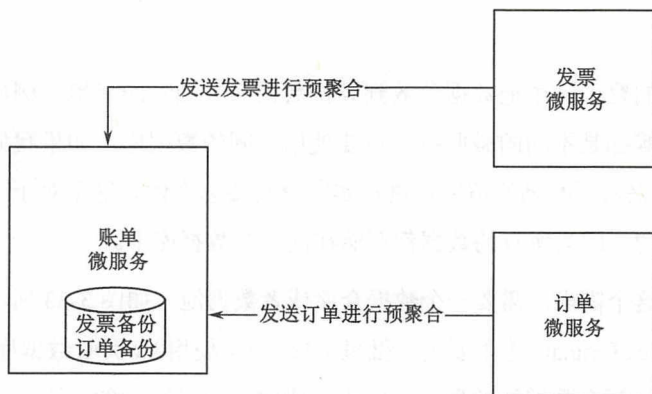 发送发票进行预聚合
发票
微服务
账单
微服务
发票备份
订单备份
发送订单进行预聚合
订单
微服务